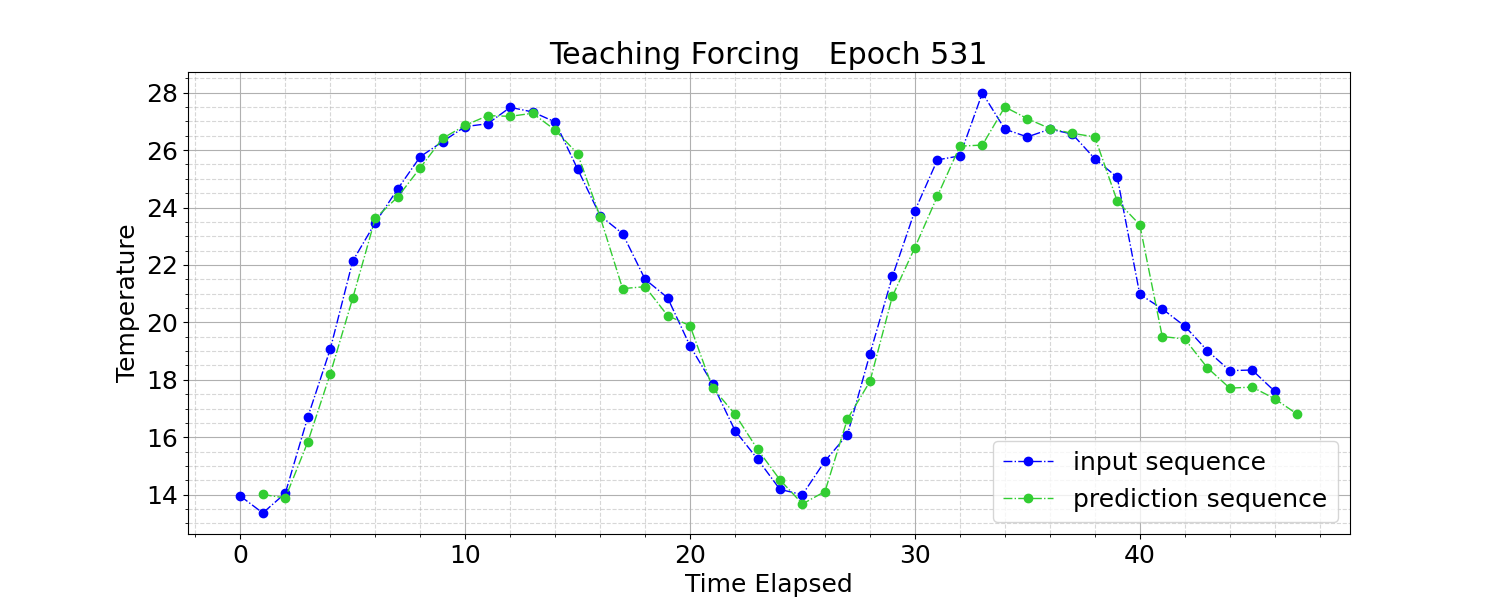 Teaching Forcing   Epoch 531
28
26
24
22
20
18
16
14
Temperature
0 10 20 30 40
Time Elapsed
input sequence
prediction sequence